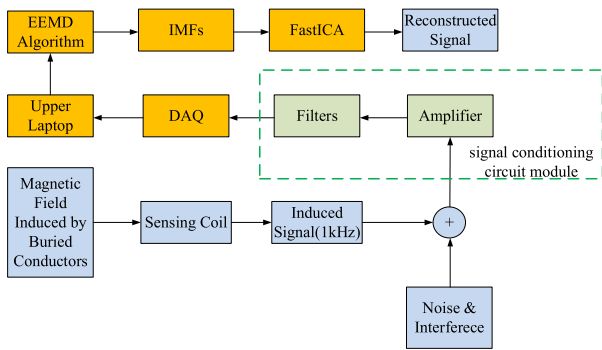 EEMD
Algorithm
IMFs
FastICA
Reconstructed
Signal
Upper
Laptop
DAQ
Filters
Amplifier
signal conditioning
circuit module
Magnetic
Field
Induced by
Buried
Conductors
Sensing Coil
Induced
Signal(1kHz)
+
Noise &
Interferece